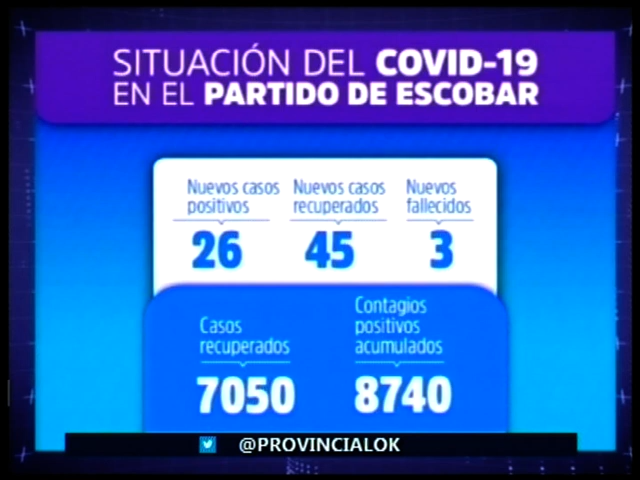 SITUACIÓN DEL COVID-19
EN EL PARTIDO DE ESCOBAR
Nuevos casos
positivos
26
Nuevos casos
recuperados
45
Nuevos
fallecidos
3
Casos
recuperados
7050
Contagios
positivos
acumulados
8740
@PROVINCIALOK